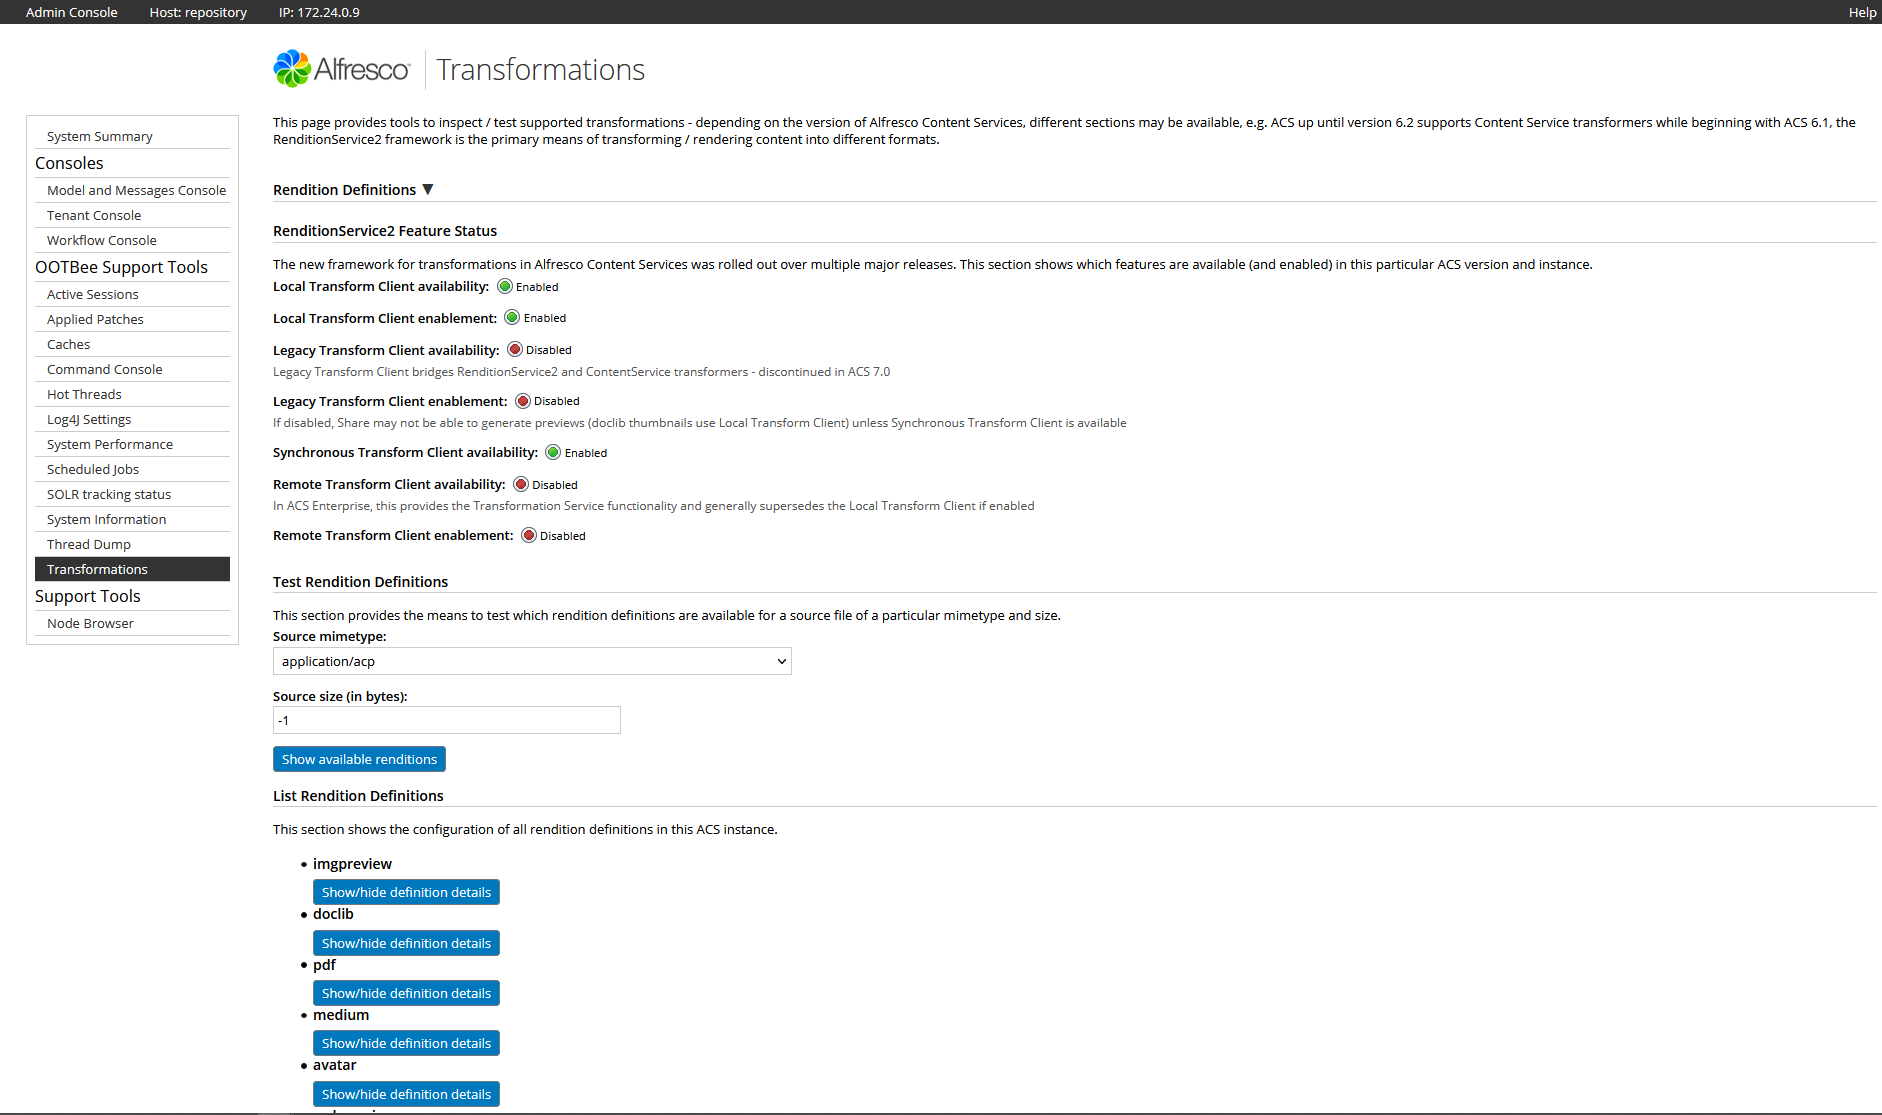 Admin Console Host: repository IP: 172.24.0.9 Help
Alfresco Transformations
System Summary
Consoles
Model and Messages Console
Tenant Console
Workflow Console
OOTBee Support Tools
Active Sessions
Applied Patches
Caches
Command Console
Hot Threads
Log4J Settings
System Performance
Scheduled Jobs
SOLR tracking status
System Information
Thread Dump
Transformations
Support Tools
Node Browser
This page provides tools to inspect / test supported transformations - depending on the version of Alfresco Content Services, different sections may be available, e.g. ACS up until version 6.2 supports Content Service transformers while beginning with ACS 6.1, the
RenditionService2 framework is the primary means of transforming / rendering content into different formats.
Rendition Definitions ▼
RenditionService2 Feature Status
The new framework for transformations in Alfresco Content Services was rolled out over multiple major releases. This section shows which features are available (and enabled) in this particular ACS version and instance.
Local Transform Client availability: Enabled
Local Transform Client enablement: Enabled
Legacy Transform Client availability: Disabled
Legacy Transform Client bridges RenditionService2 and ContentService transformers - discontinued in ACS 7.0
Legacy Transform Client enablement: Disabled
If disabled, Share may not be able to generate previews (doclib thumbnails use Local Transform Client) unless Synchronous Transform Client is available
Synchronous Transform Client availability: Enabled
Remote Transform Client availability: Disabled
In ACS Enterprise, this provides the Transformation Service functionality and generally supersedes the Local Transform Client if enabled
Remote Transform Client enablement: Disabled
Test Rendition Definitions
This section provides the means to test which rendition definitions are available for a source file of a particular mimetype and size.
Source mimetype:
application/acp
Source size (in bytes):
-1
Show available renditions
List Rendition Definitions
This section shows the configuration of all rendition definitions in this ACS instance.
• imgpreview
Show/hide definition details
• doclib
Show/hide definition details
• pdf
Show/hide definition details
• medium
Show/hide definition details
• avatar
Show/hide definition details